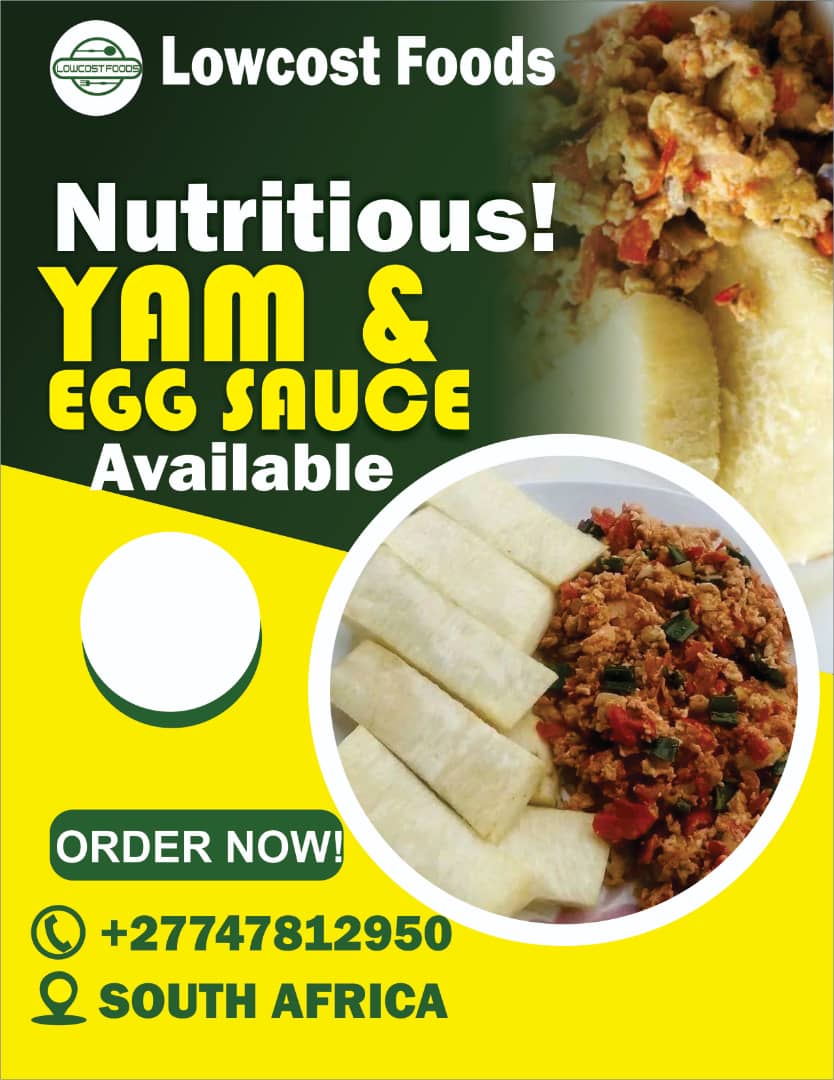 LOWCOST FOODS
Lowcost Foods
Nutritious!
YAM &
EGG SAUCE
Available
ORDER NOW!
+27747812950
SOUTH AFRICA